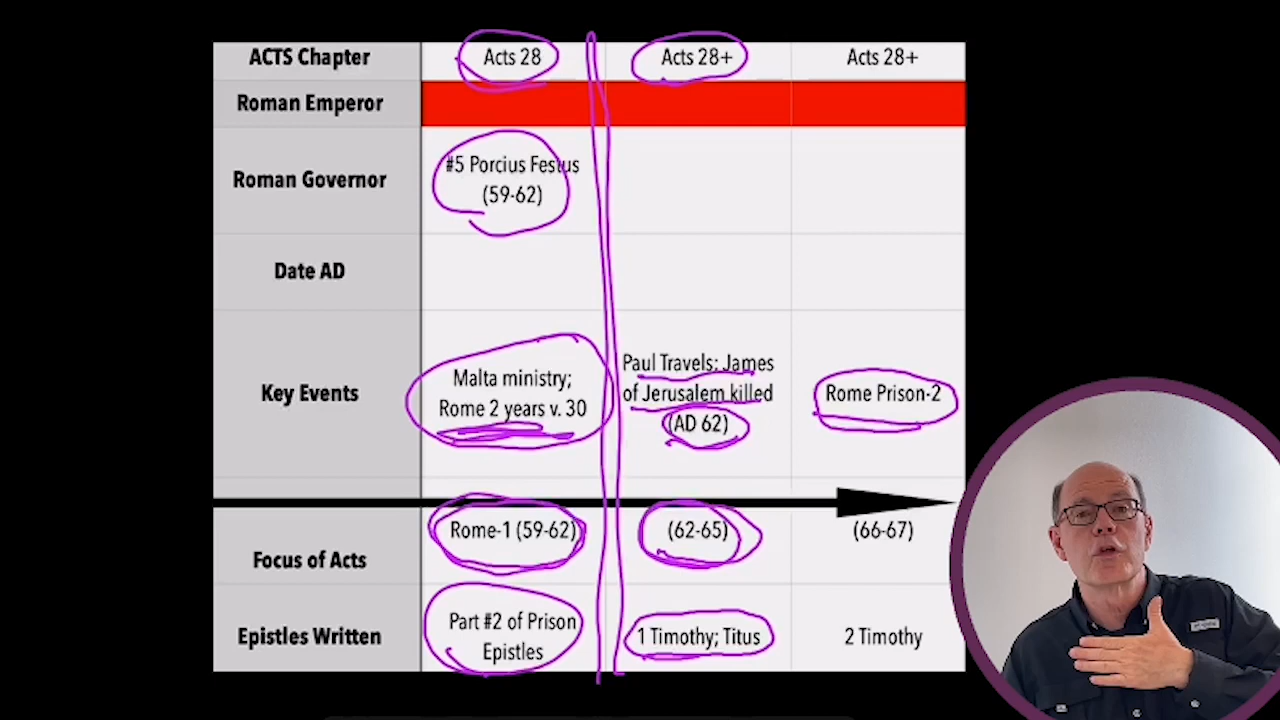 ACTS Chapter
Acts 28
Acts 28+
Acts 28+
Roman Emperor
Roman Governor
#5 Porcius Festus
(59-62)
Date AD
Key Events
Malta ministry;
Rome 2 years v. 30
Paul Travels; James
of Jerusalem killed
(AD 62)
Rome Prison-2
Focus of Acts
Rome-1 (59-62)
(62-65)
(66-67)
Epistles Written
Part #2 of Prison
Epistles
1 Timothy; Titus
2 Timothy